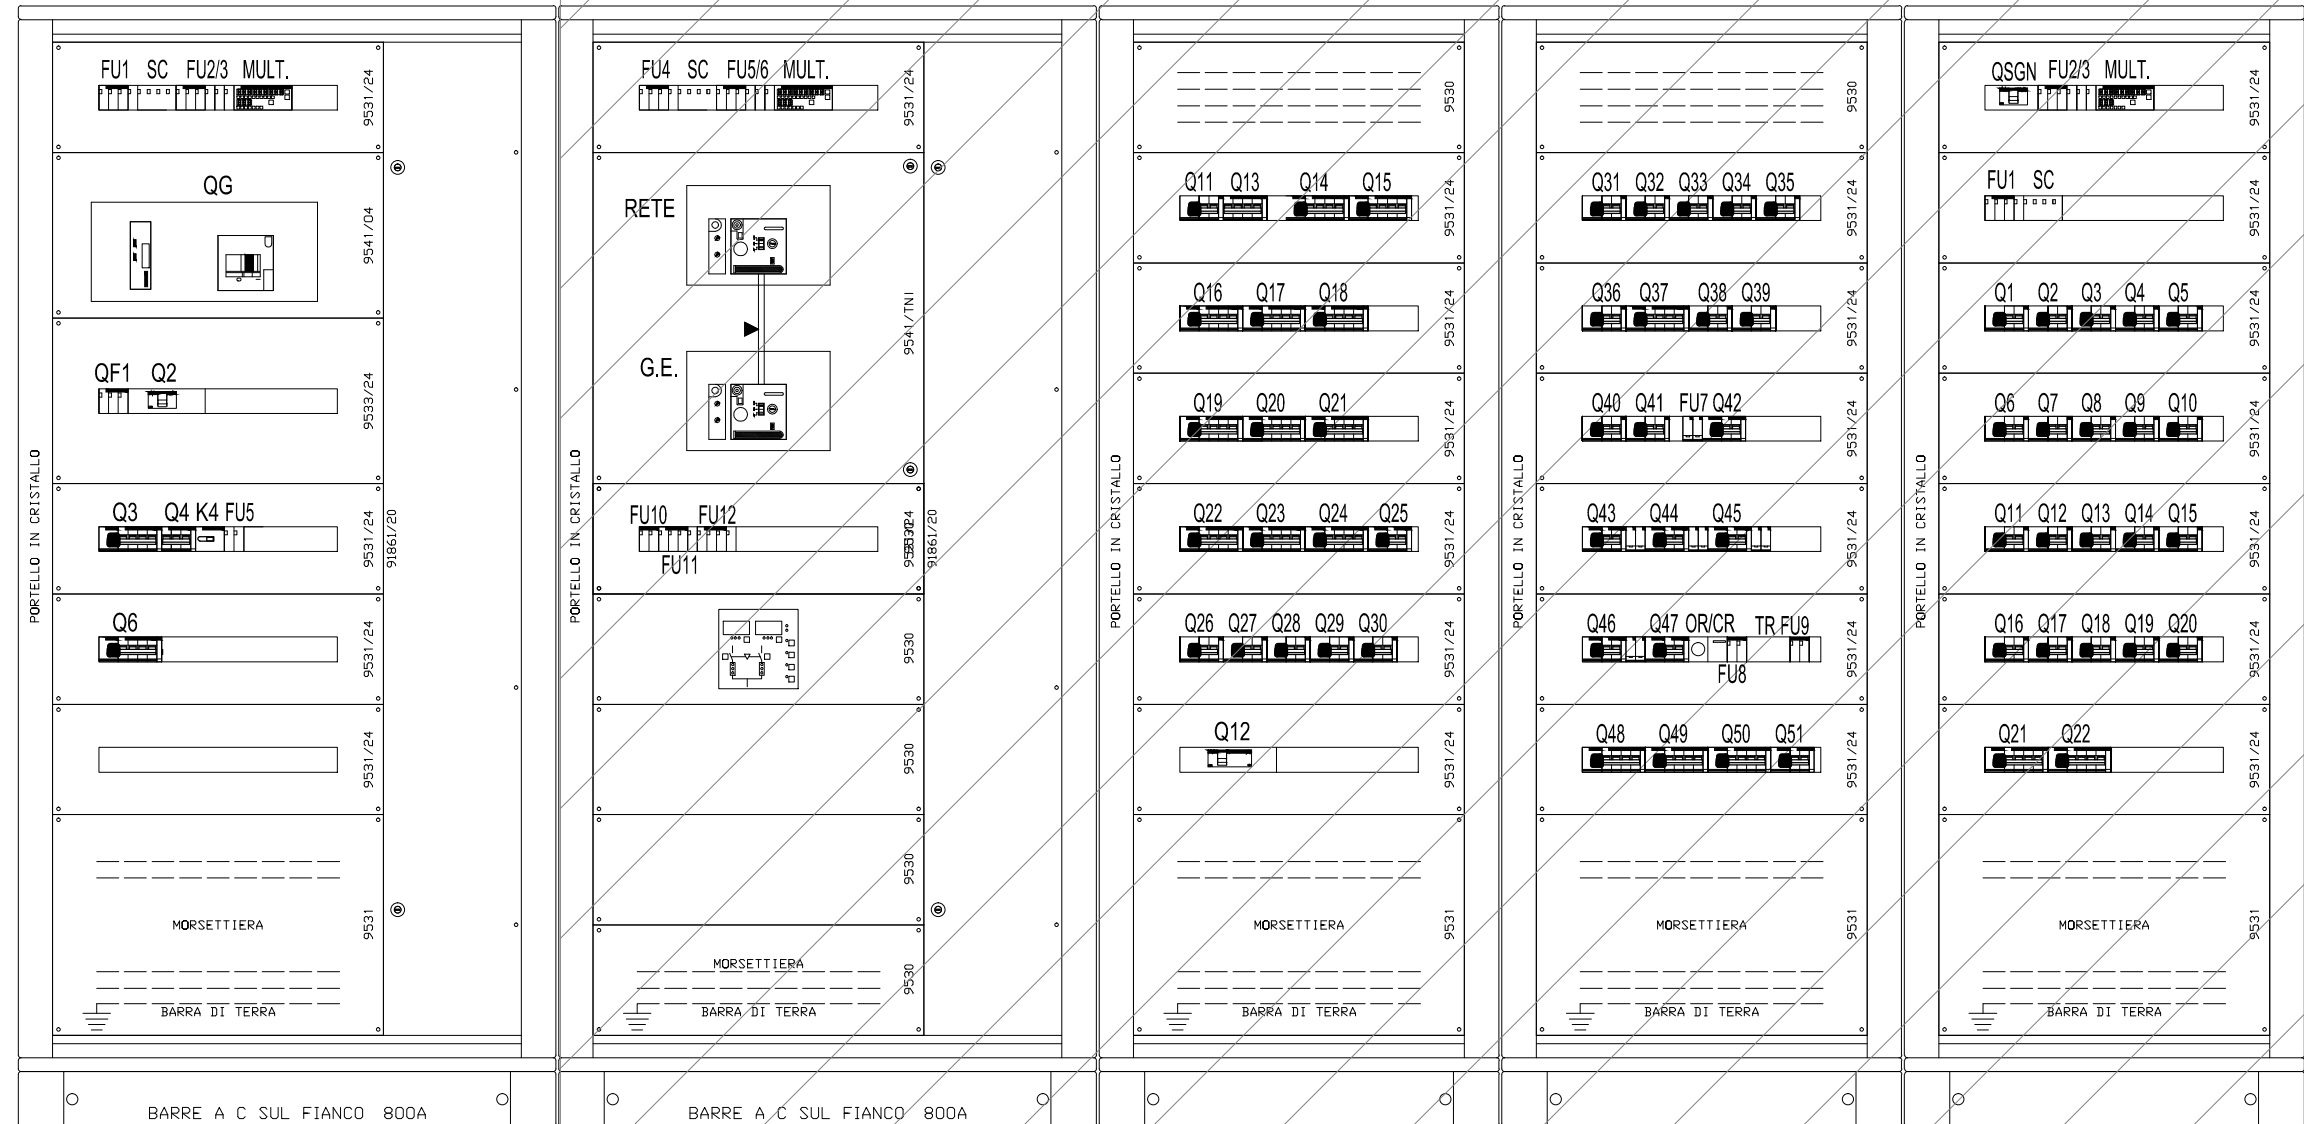 FU1 SC FU2/3 MULT.
9531/24
QG
9541/04
QF1 Q2
9533/24
Q3 Q4 K4 FU5
9531/24
91861/20
Q6
9531/24
9531/24
MORSETTIERA
9531
BARRA DI TERRA
PORTELLO IN CRISTALLO
BARRE A C SUL FIANCO 800A
FU4 SC FU5/6 MULT.
9531/24
RETE
9541/TNI
G.E.
FU10 FU12
FU11
91861/20
9530
9530
9530
MORSETTIERA
9530
BARRA DI TERRA
PORTELLO IN CRISTALLO
BARRE A C SUL FIANCO 800A
9530
Q11 Q13 Q14 Q15
9531/24
Q16 Q17 Q18
9531/24
Q19 Q20 Q21
9531/24
Q22 Q23 Q24 Q25
9531/24
Q26 Q27 Q28 Q29 Q30
9531/24
Q12
9531/24
MORSETTIERA
9531
BARRA DI TERRA
PORTELLO IN CRISTALLO
9530
Q31 Q32 Q33 Q34 Q35
9531/24
Q36 Q37 Q38 Q39
9531/24
Q40 Q41 FU7 Q42
9531/24
Q43 Q44 Q45
9531/24
Q46 Q47 OR/CR TR FU9
FU8
9531/24
Q48 Q49 Q50 Q51
9531/24
MORSETTIERA
9531
BARRA DI TERRA
PORTELLO IN CRISTALLO
QSGN FU2/3 MULT.
9531/24
FU1 SC
9531/24
Q1 Q2 Q3 Q4 Q5
9531/24
Q6 Q7 Q8 Q9 Q10
9531/24
Q11 Q12 Q13 Q14 Q15
9531/24
Q16 Q17 Q18 Q19 Q20
9531/24
Q21 Q22
9531/24
MORSETTIERA
9531
BARRA DI TERRA
PORTELLO IN CRISTALLO